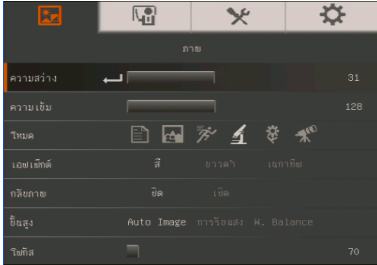 ภาพ
ความสว่าง 31
ความเข้ม 128
โหมด
เอฟเฟ็กต์ สี ขาวดำ เนกาทีฟ
กลับภาพ ปิด เปิด
ขั้นสูง Auto Image การรับแสง W. Balance
โฟกัส 70